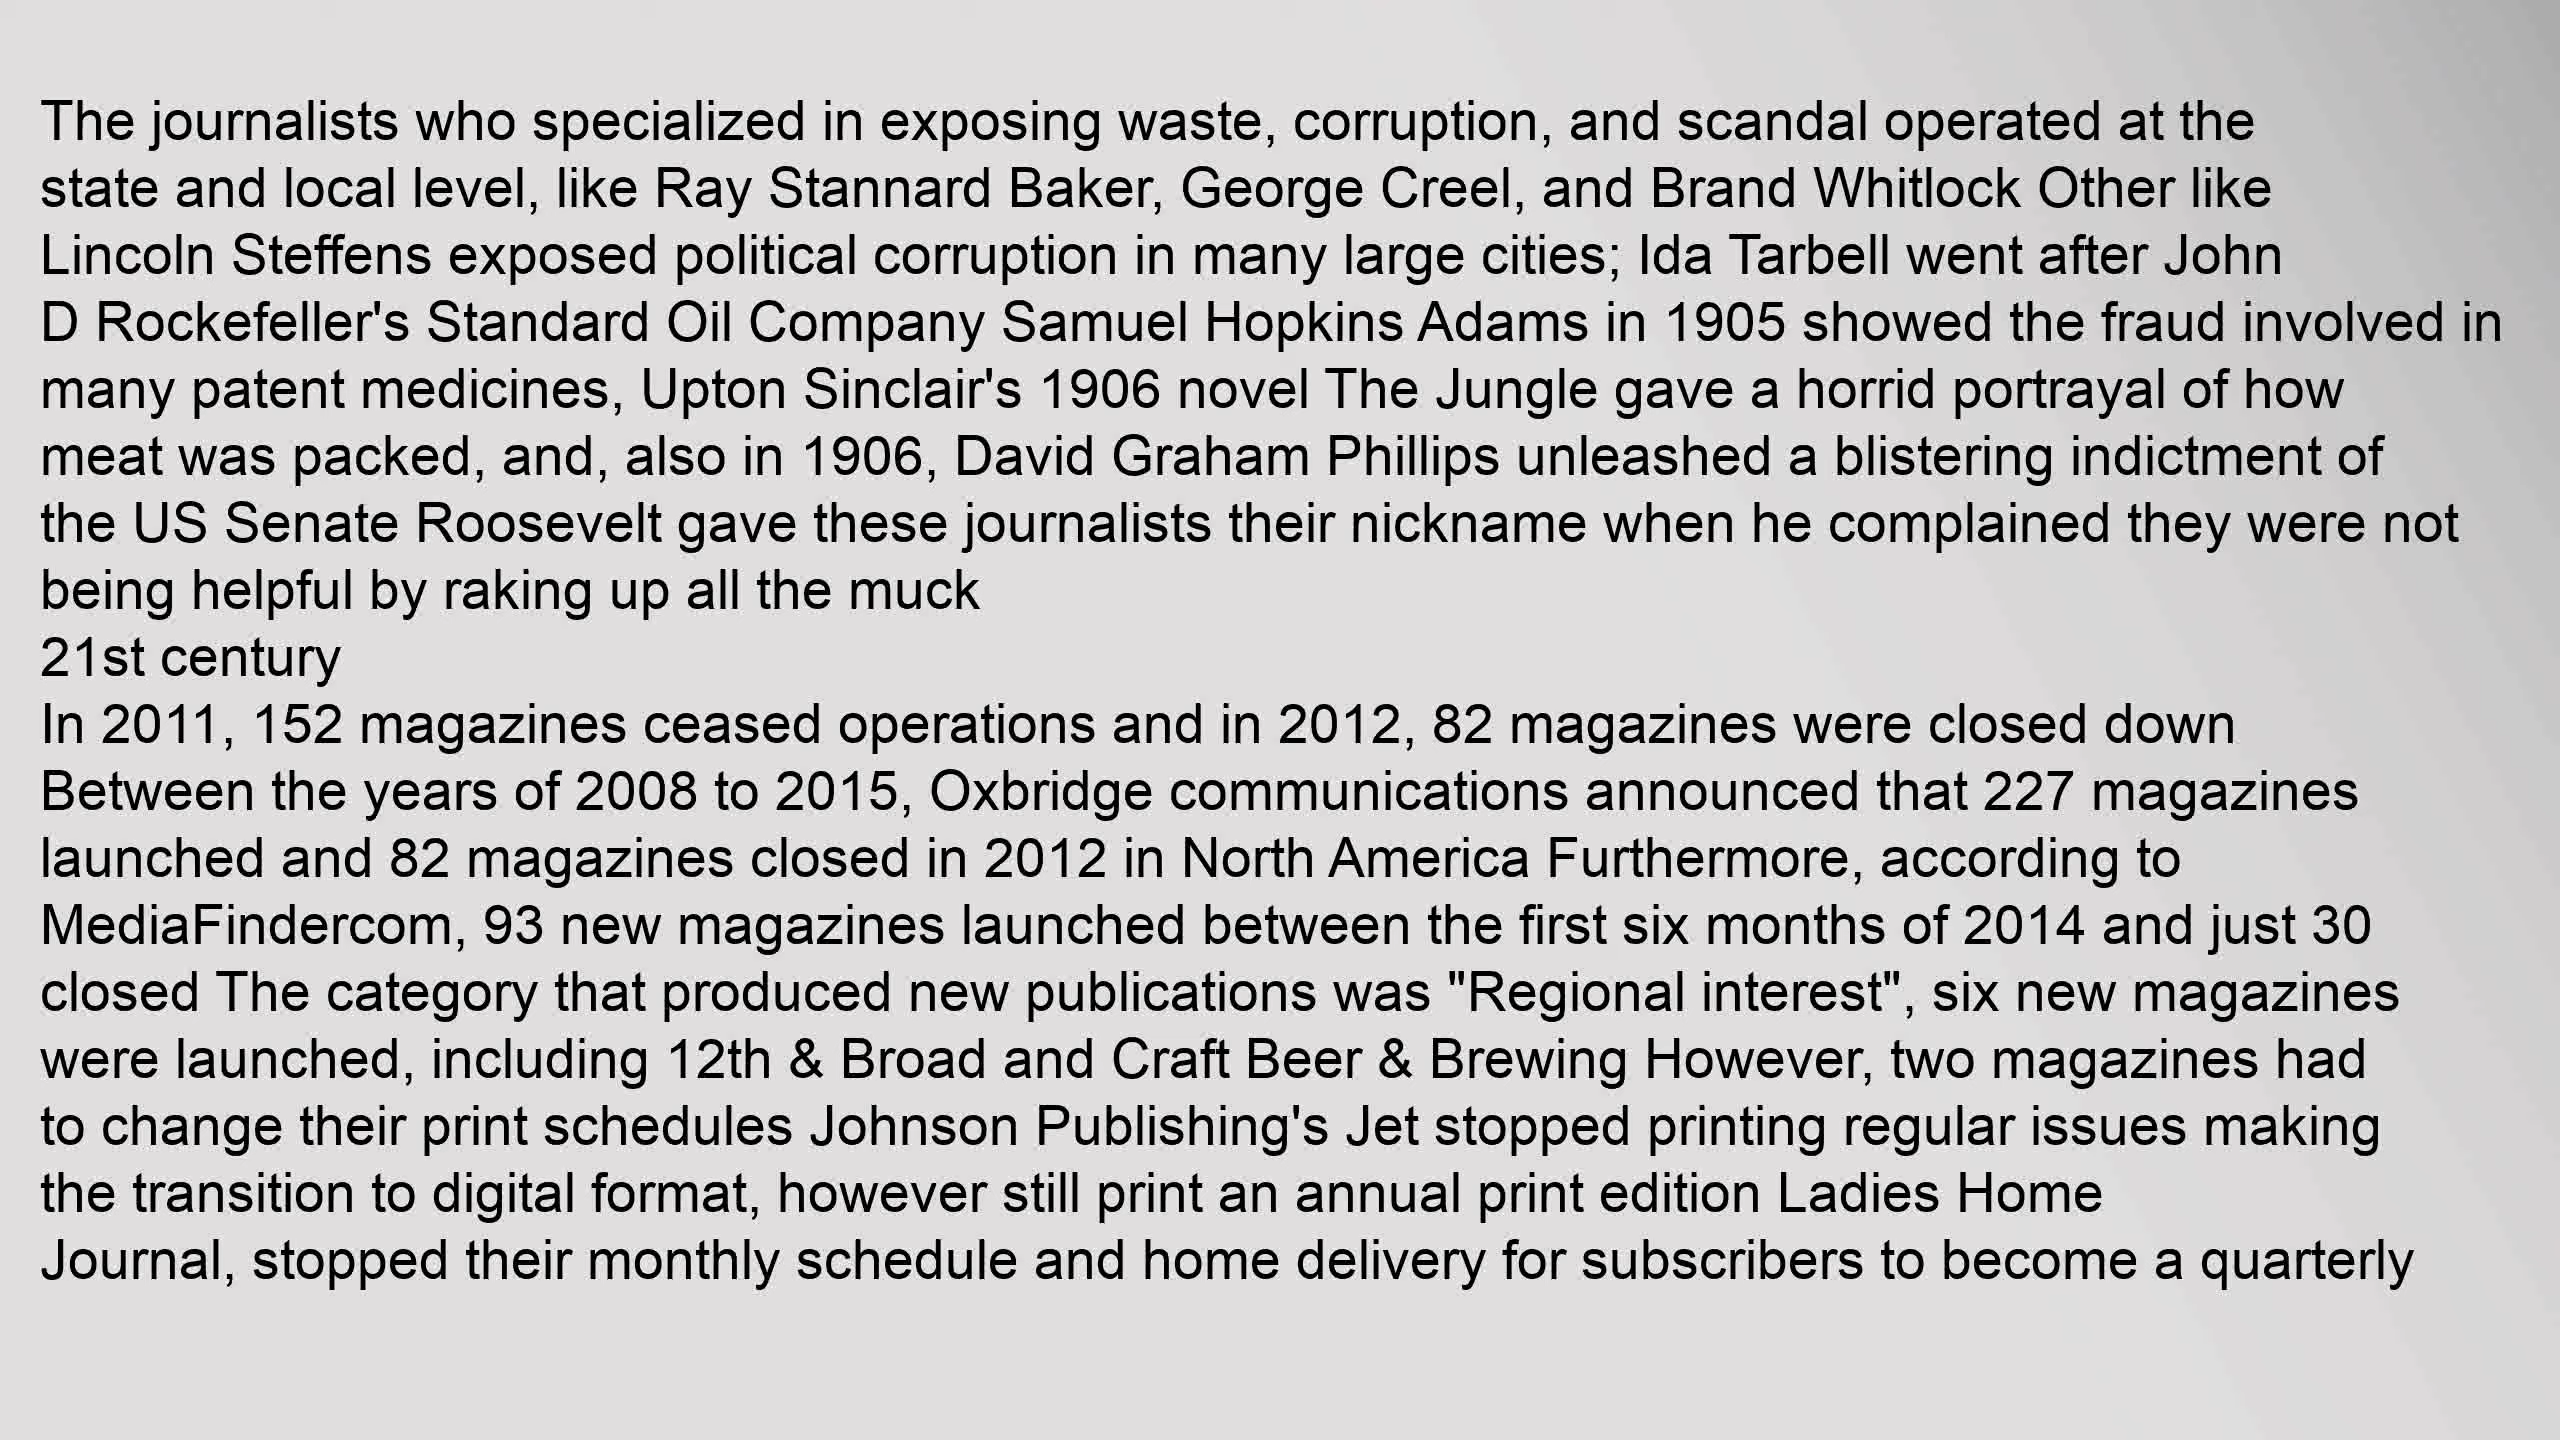 The journalists who specialized in exposing waste, corruption, and scandal operated at the
state and local level, like Ray Stannard Baker, George Creel, and Brand Whitlock Other like
Lincoln Steffens exposed political corruption in many large cities; Ida Tarbell went after John
D Rockefeller's Standard Oil Company Samuel Hopkins Adams in 1905 showed the fraud involved in
many patent medicines, Upton Sinclair's 1906 novel The Jungle gave a horrid portrayal of how
meat was packed, and, also in 1906, David Graham Phillips unleashed a blistering indictment of
the US Senate Roosevelt gave these journalists their nickname when he complained they were not
being helpful by raking up all the muck
21st century
In 2011, 152 magazines ceased operations and in 2012, 82 magazines were closed down
Between the years of 2008 to 2015, Oxbridge communications announced that 227 magazines
launched and 82 magazines closed in 2012 in North America Furthermore, according to
MediaFindercom, 93 new magazines launched between the first six months of 2014 and just 30
closed The category that produced new publications was "Regional interest", six new magazines
were launched, including 12th & Broad and Craft Beer & Brewing However, two magazines had
to change their print schedules Johnson Publishing's Jet stopped printing regular issues making
the transition to digital format, however still print an annual print edition Ladies Home
Journal, stopped their monthly schedule and home delivery for subscribers to become a quarterly